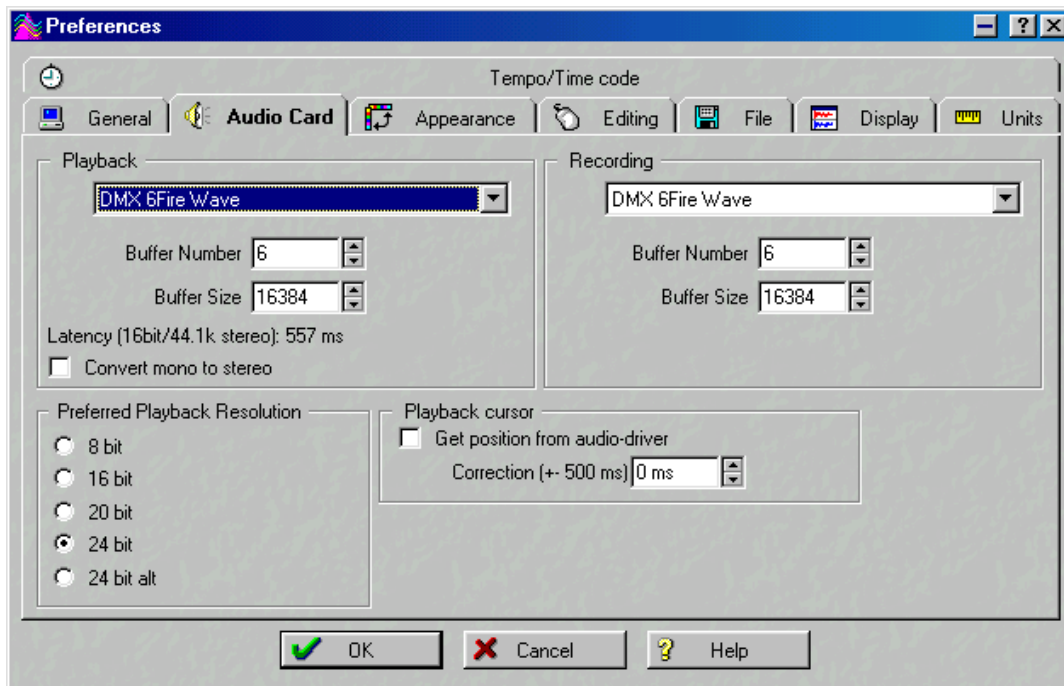 Preferences
Tempo/Time code
General Audio Card Appearance Editing File Display Units
Playback Recording
DMX 6Fire Wave DMX 6Fire Wave
Buffer Number 6 Buffer Number 6
Buffer Size 16384 Buffer Size 16384
Latency (16bit/44.1k stereo): 557 ms
Convert mono to stereo
Preferred Playback Resolution Playback cursor
8 bit Get position from audio-driver
16 bit Correction (+- 500 ms) 0 ms
20 bit
24 bit
24 bit alt
OK Cancel Help